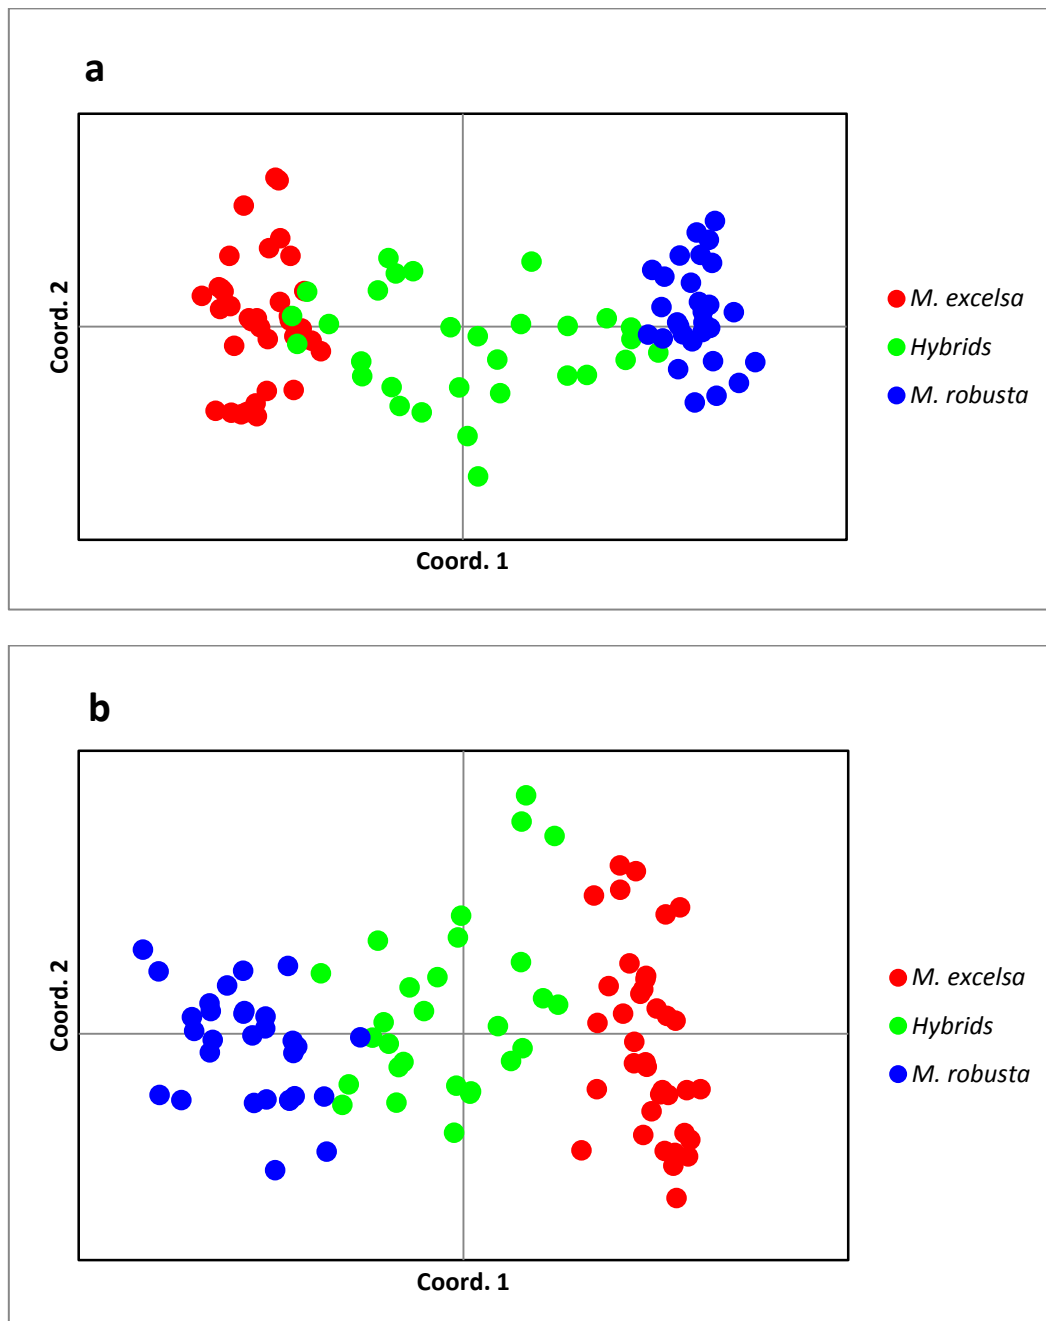 a
Coord. 2
Coord. 1
M. excelsa
Hybrids
M. robusta
b
Coord. 2
Coord. 1
M. excelsa
Hybrids
M. robusta